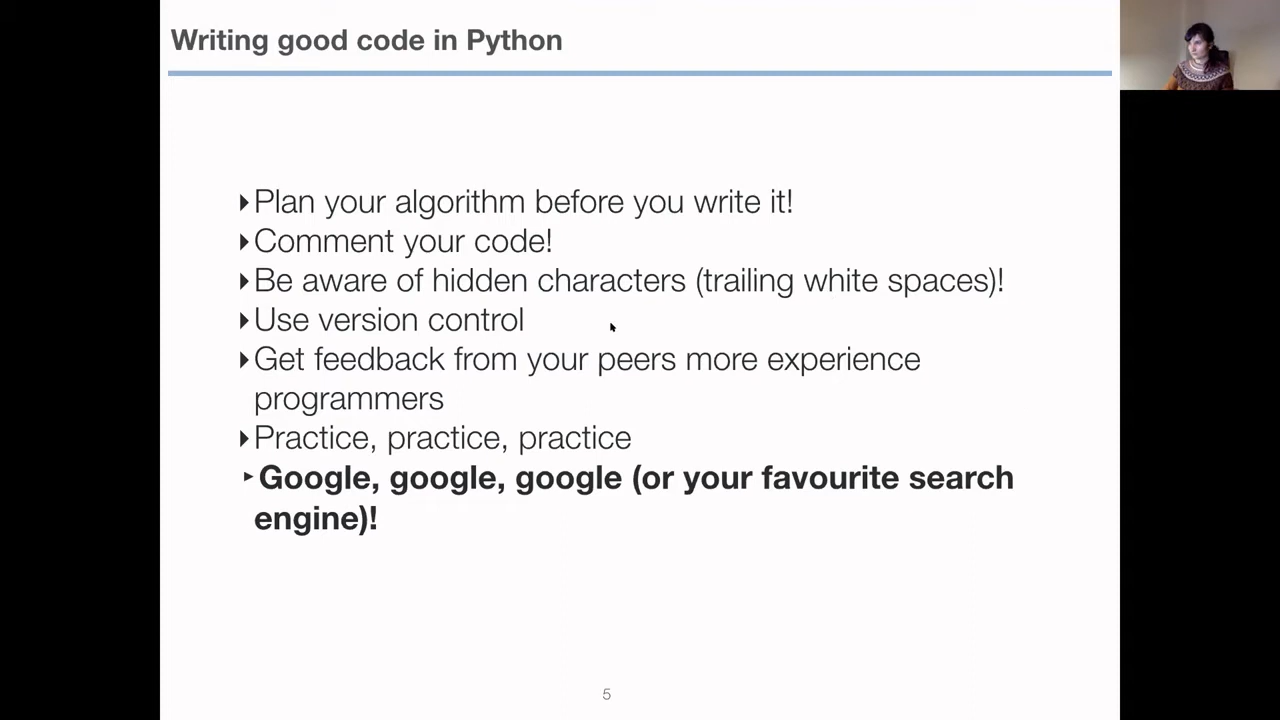 Writing good code in Python
‣Plan your algorithm before you write it!
‣Comment your code!
‣Be aware of hidden characters (trailing white spaces)!
‣Use version control
‣Get feedback from your peers more experience
programmers
‣Practice, practice, practice
‣Google, google, google (or your favourite search
engine)!
5